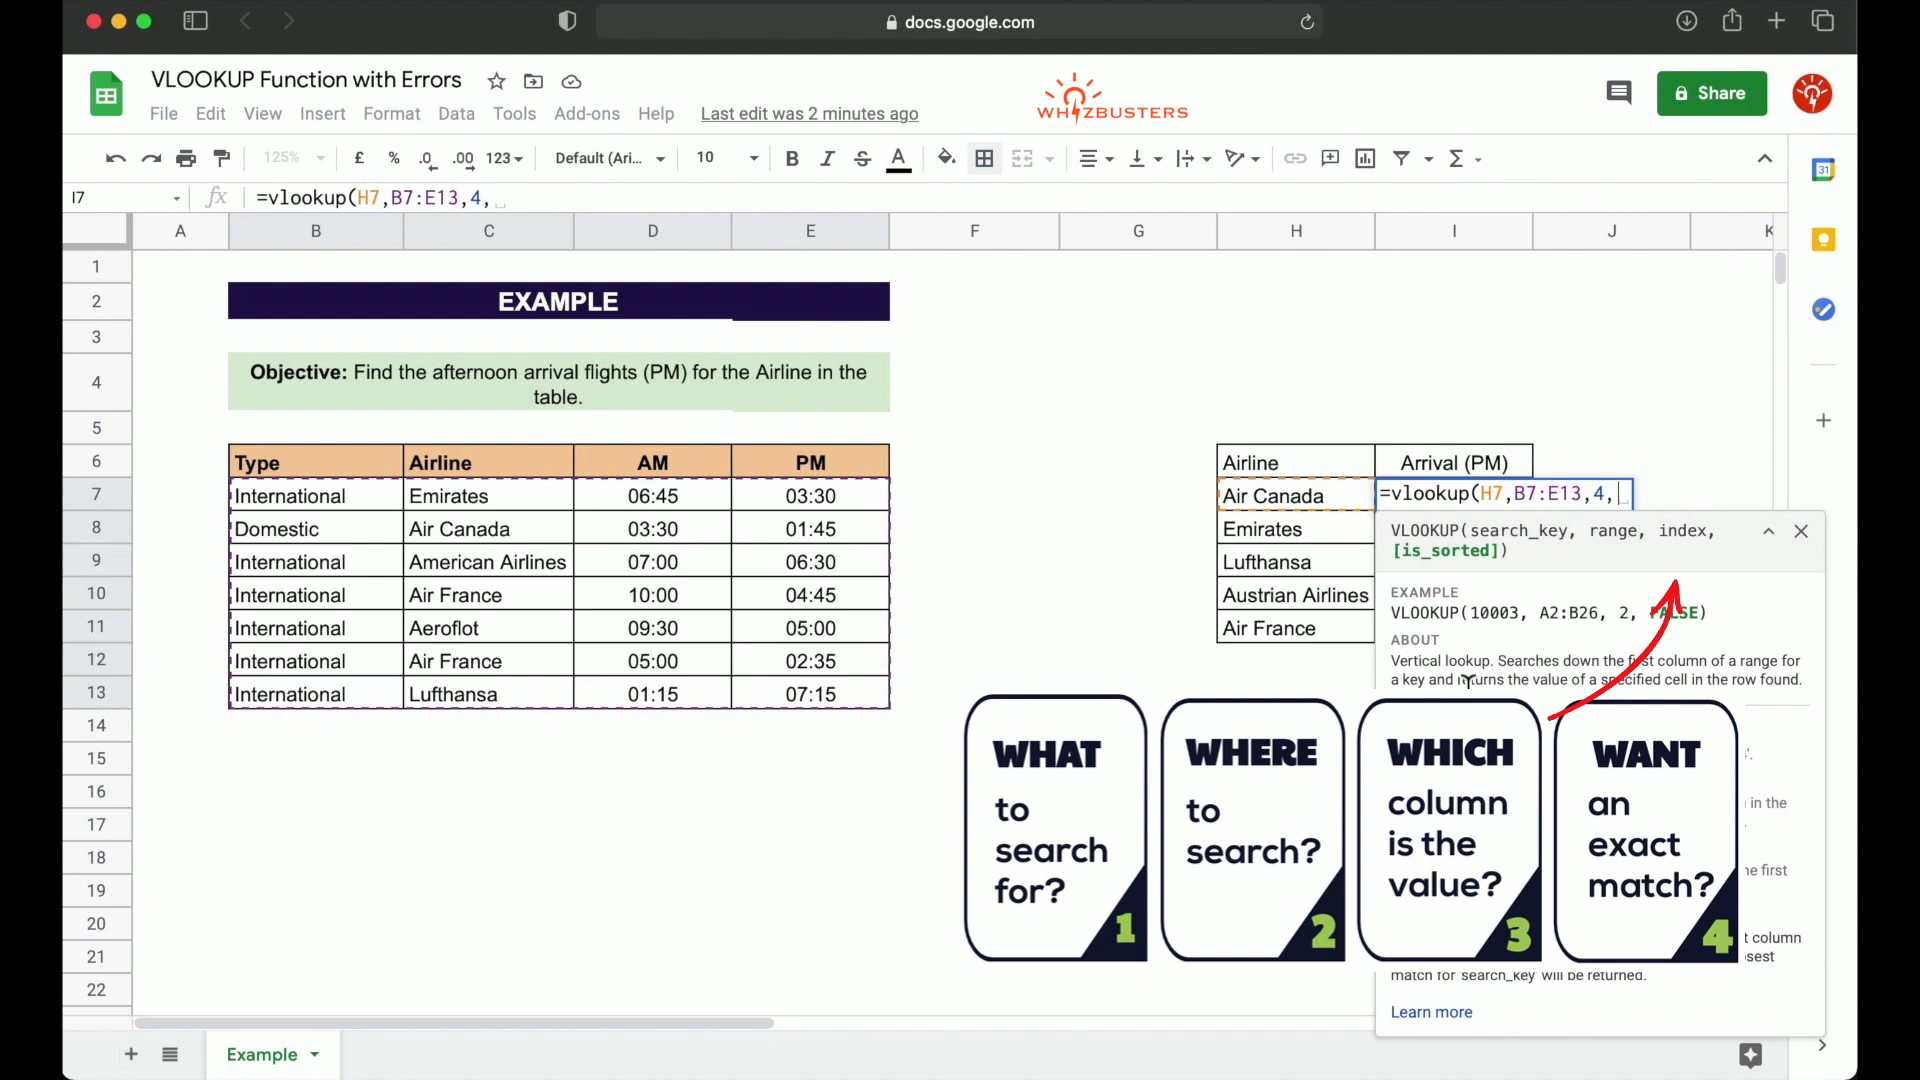 docs.google.com
VLOOKUP Function with Errors
File Edit View Insert Format Data Tools Add-ons Help Last edit was 2 minutes ago
WHIZBUSTERS
Share
125% £ % .0 .00 123 Default (Ari... 10 B I S A Σ
31
I7 fx =vlookup(H7,B7:E13,4,
A B C D E F G H I J K
1
2 EXAMPLE
3
4 Objective: Find the afternoon arrival flights (PM) for the Airline in the
table.
5
6 Type Airline AM PM Airline Arrival (PM)
7 International Emirates 06:45 03:30 Air Canada =vlookup(H7,B7:E13,4,
8 Domestic Air Canada 03:30 01:45 Emirates
9 International American Airlines 07:00 06:30 Lufthansa
10 International Air France 10:00 04:45 Austrian Airlines
11 International Aeroflot 09:30 05:00 Air France
12 International Air France 05:00 02:35
13 International Lufthansa 01:15 07:15
14
15
16
17
18
19
20
21
22
VLOOKUP(search_key, range, index,
[is_sorted])
EXAMPLE
VLOOKUP(10003, A2:B26, 2, FALSE)
ABOUT
Vertical lookup. Searches down the first column of a range for
a key and returns the value of a specified cell in the row found.
WHAT
to
search
for?
1
WHERE
to
search?
2
WHICH
column
is the
value?
3
WANT
an
exact
match?
4
in the
first
column
match for 'search_key' will be returned.
Learn more
Example